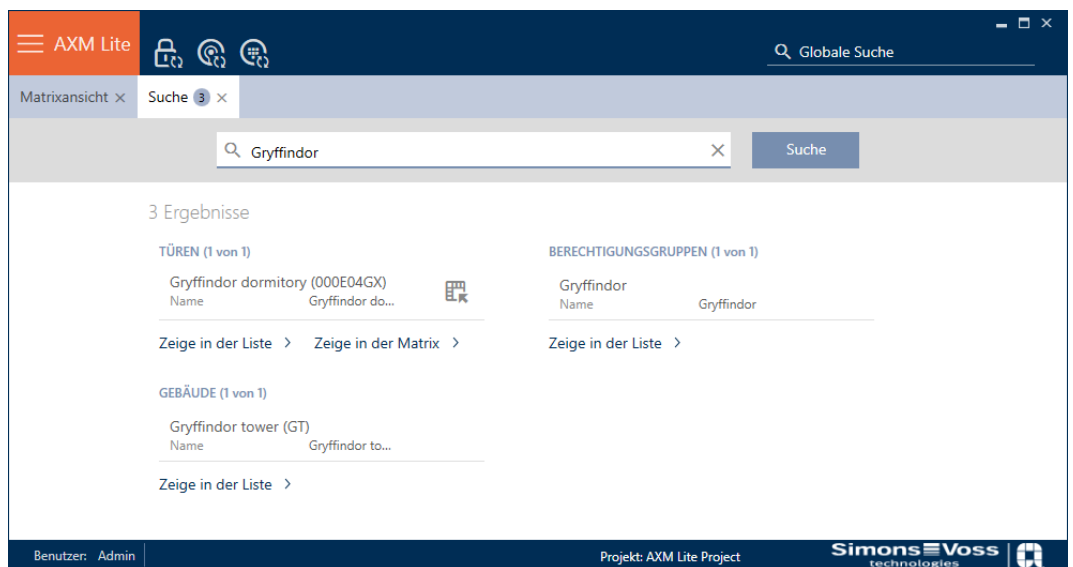 AXM Lite
Globale Suche
Matrixansicht
Suche 3
Gryffindor
Suche
3 Ergebnisse
TÜREN (1 von 1)
Gryffindor dormitory (000E04GX)
Name Gryffindor do...
Zeige in der Liste
Zeige in der Matrix
BERECHTIGUNGSGRUPPEN (1 von 1)
Gryffindor
Name Gryffindor
Zeige in der Liste
GEBÄUDE (1 von 1)
Gryffindor tower (GT)
Name Gryffindor to...
Zeige in der Liste
Benutzer: Admin
Projekt: AXM Lite Project
Simons Voss
technologies